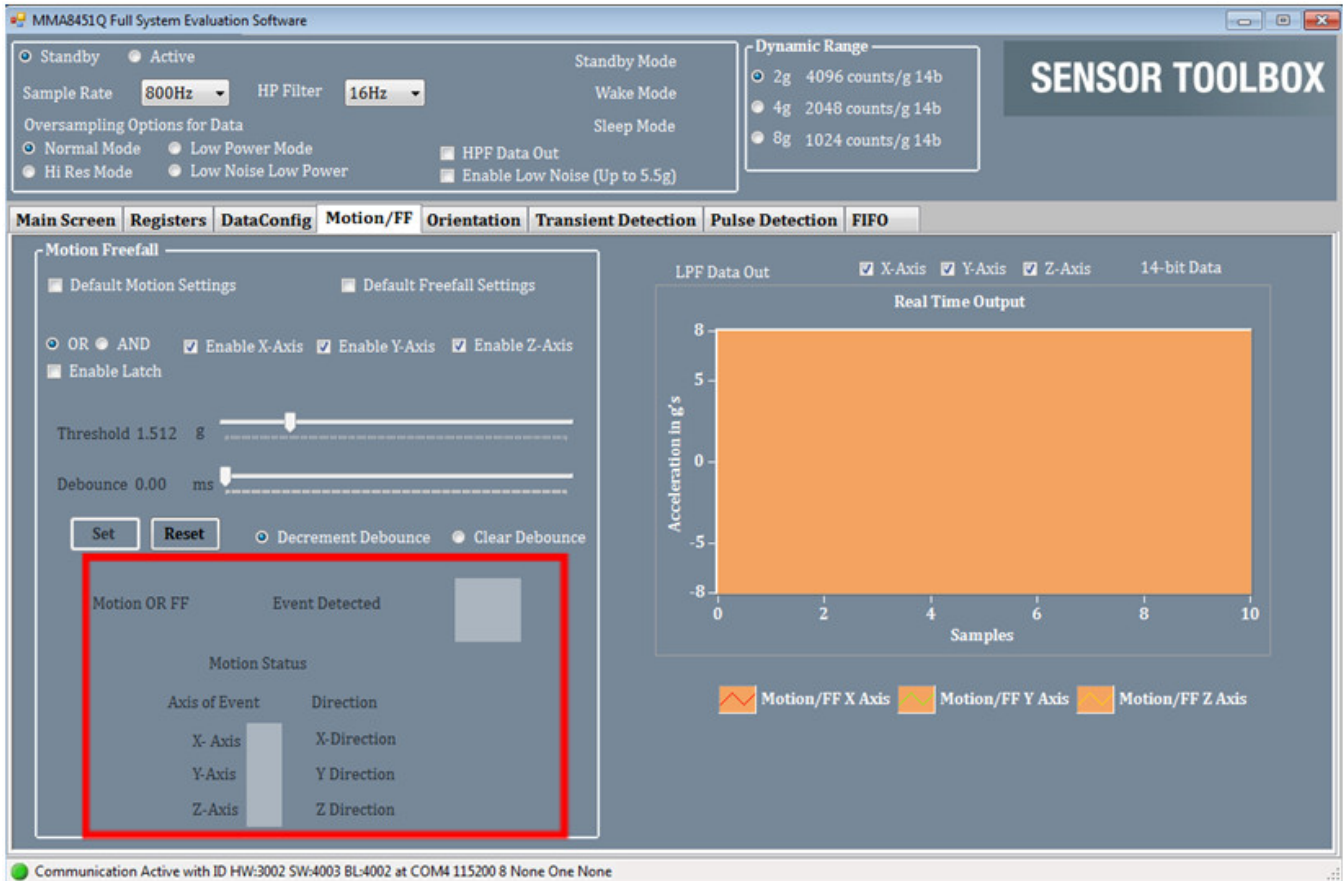 MMA8451Q Full System Evaluation Software
Standby Active Standby Mode
Sample Rate 800Hz HP Filter 16Hz Wake Mode
Oversampling Options for Data Sleep Mode
Normal Mode Low Power Mode HPF Data Out
Hi Res Mode Low Noise Low Power Enable Low Noise (Up to 5.5g)
Dynamic Range
2g 4096 counts/g 14b
4g 2048 counts/g 14b
8g 1024 counts/g 14b
SENSOR TOOLBOX
Main Screen Registers DataConfig Motion/FF Orientation Transient Detection Pulse Detection FIFO
Motion Freefall
Default Motion Settings Default Freefall Settings
OR AND Enable X-Axis Enable Y-Axis Enable Z-Axis
Enable Latch
Threshold 1.512 g
Debounce 0.00 ms
Set Reset Decrement Debounce Clear Debounce
Motion OR FF Event Detected
Motion Status
Axis of Event Direction
X- Axis X-Direction
Y-Axis Y Direction
Z-Axis Z Direction
LPF Data Out X-Axis Y-Axis Z-Axis 14-bit Data
Real Time Output
Acceleration in g's
8
5
0
-5
-8
0 2 4 6 8 10
Samples
Motion/FF X Axis Motion/FF Y Axis Motion/FF Z Axis
Communication Active with ID HW:3002 SW:4003 BL:4002 at COM4 115200 8 None One None